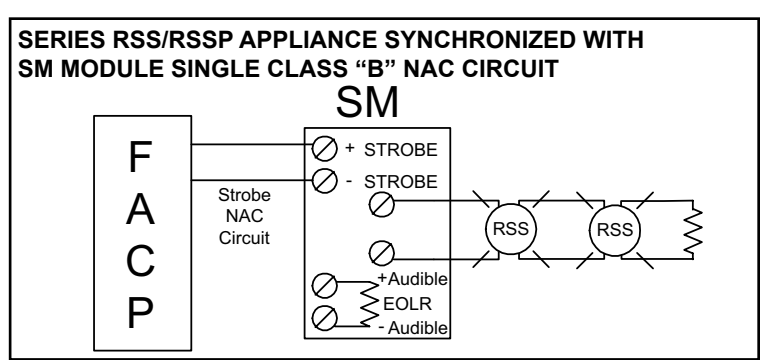 SERIES RSS/RSSP APPLIANCE SYNCHRONIZED WITH
SM MODULE SINGLE CLASS “B” NAC CIRCUIT
SM
F
A
C
P
Strobe
NAC
Circuit
+ STROBE
- STROBE
+Audible
EOLR
- Audible
RSS
RSS